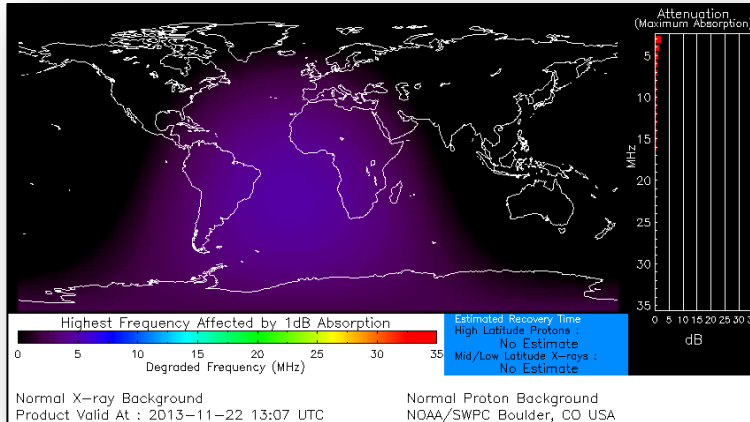 Attenuation
(Maximum Absorption)
5
10
15
20
25
30
35
MHz
0 5 10 15 20 25 30
dB
Highest Frequency Affected by 1dB Absorption
0 5 10 15 20 25 30 35
Degraded Frequency (MHz)
Estimated Recovery Time
High Latitude Protons :
No Estimate
Mid/Low Latitude X-rays :
No Estimate
Normal X-ray Background
Product Valid At : 2013-11-22 13:07 UTC
Normal Proton Background
NOAA/SWPC Boulder, CO USA